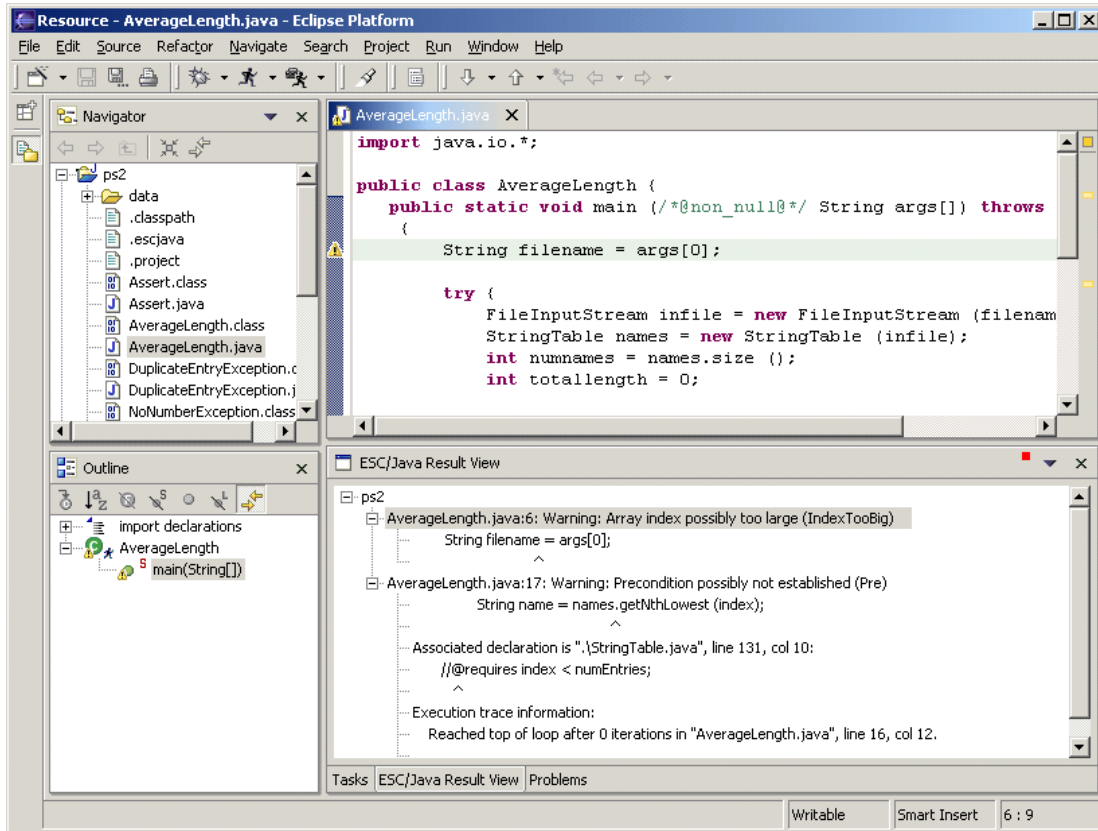 Resource - AverageLength.java - Eclipse Platform
File Edit Source Refactor Navigate Search Project Run Window Help
Navigator
ps2
data
.classpath
.escjava
.project
Assert.class
Assert.java
AverageLength.class
AverageLength.java
DuplicateEntryException.c
DuplicateEntryException.j
NoNumberException.class
AverageLength.java
import java.io.*;
public class AverageLength {
public static void main (/*@non_null@*/ String args[]) throws
{
String filename = args[0];
try {
FileInputStream infile = new FileInputStream (filenam
StringTable names = new StringTable (infile);
int numnames = names.size ();
int totallength = 0;
Outline
import declarations
AverageLength
main(String[])
ESC/Java Result View
ps2
AverageLength.java:6: Warning: Array index possibly too large (IndexTooBig)
String filename = args[0];
^
AverageLength.java:17: Warning: Precondition possibly not established (Pre)
String name = names.getNthLowest (index);
^
Associated declaration is ".\StringTable.java", line 131, col 10:
//@requires index < numEntries;
^
Execution trace information:
Reached top of loop after 0 iterations in "AverageLength.java", line 16, col 12.
Tasks ESC/Java Result View Problems
Writable Smart Insert 6 : 9